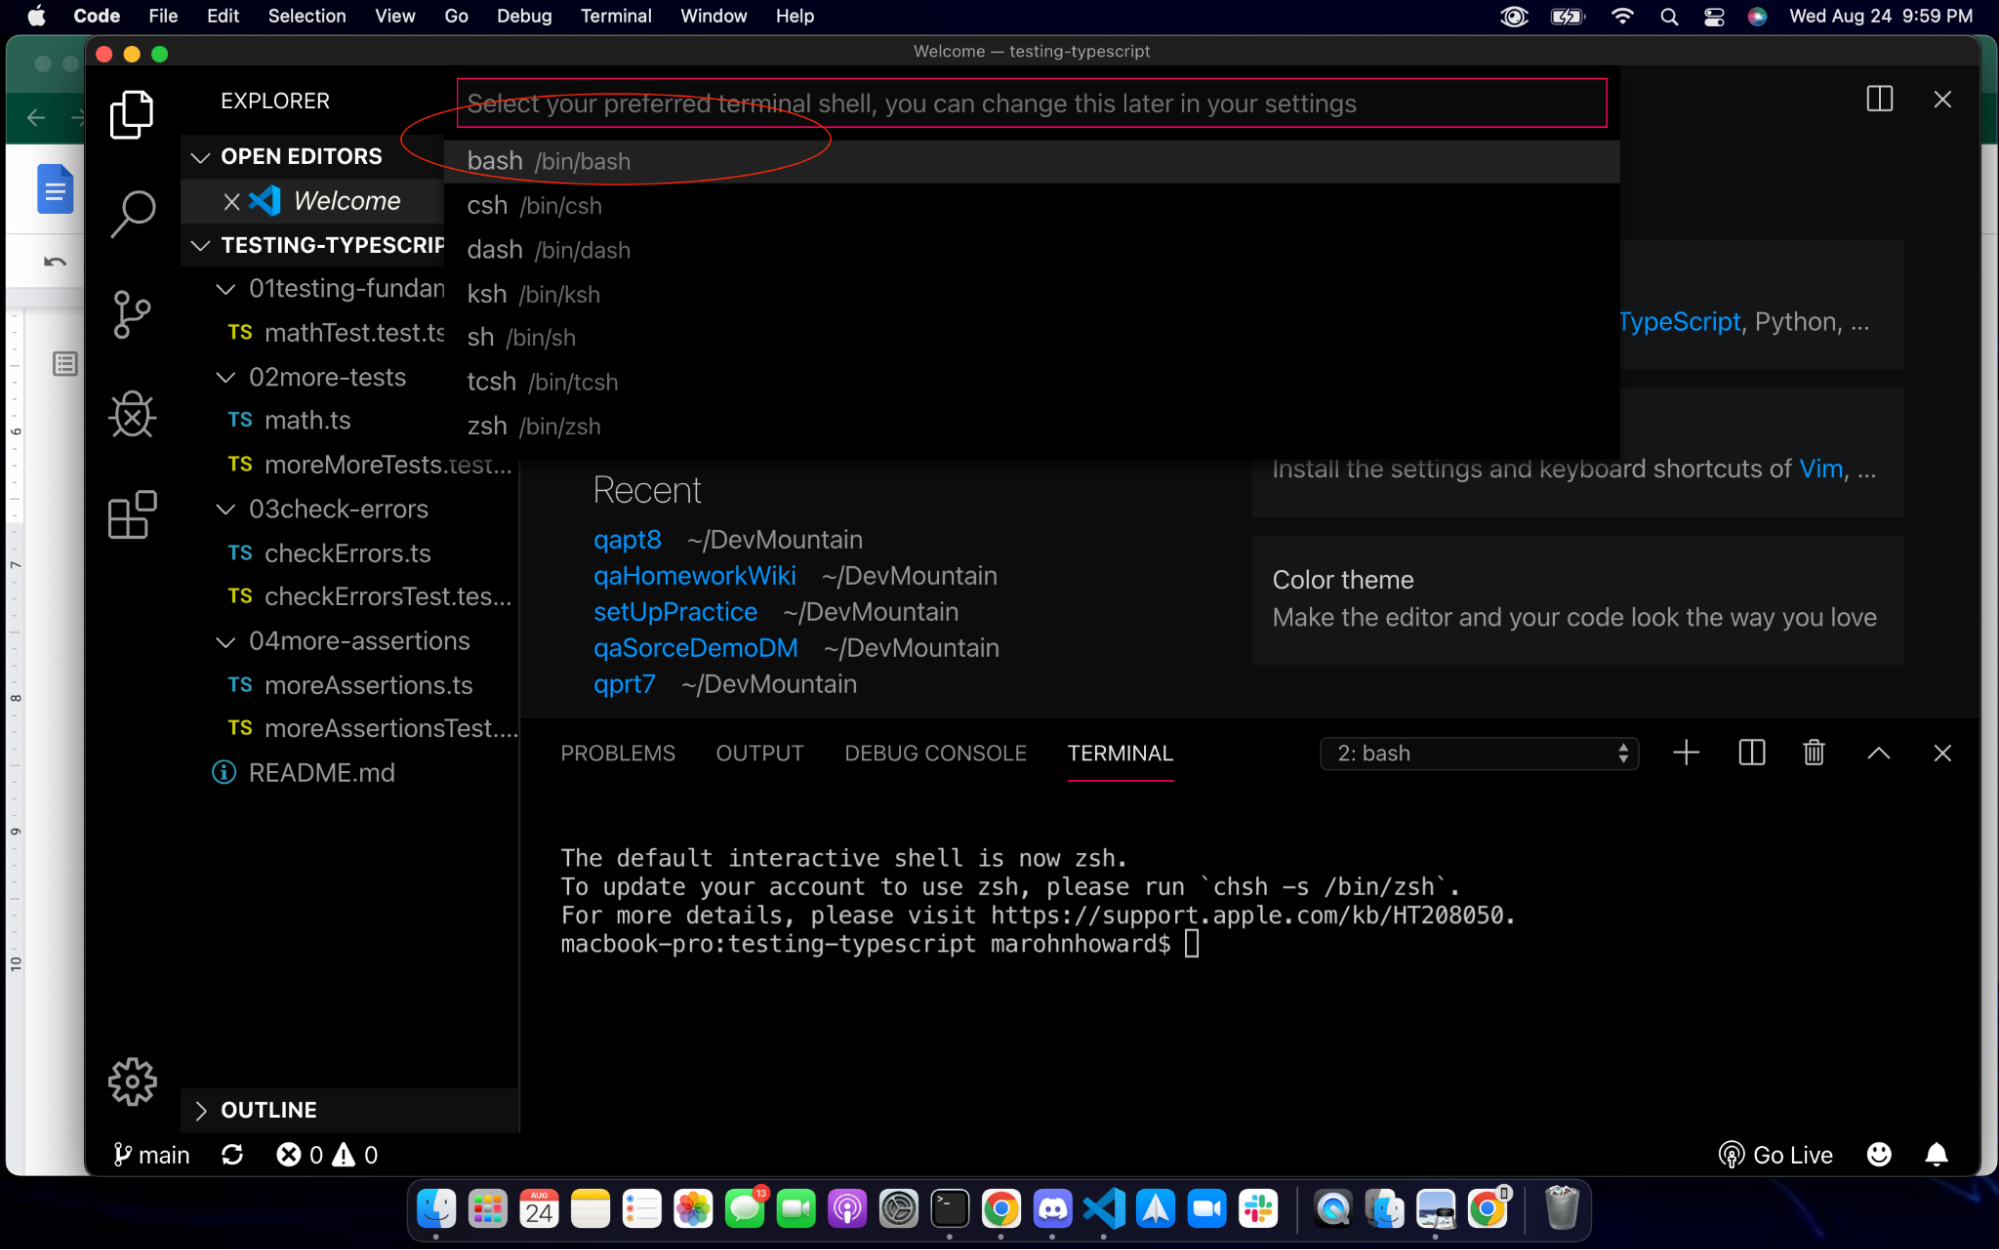 Code File Edit Selection View Go Debug Terminal Window Help
Wed Aug 24 9:59 PM
Welcome — testing-typescript
EXPLORER
Select your preferred terminal shell, you can change this later in your settings
OPEN EDITORS
bash /bin/bash
Welcome
csh /bin/csh
TESTING-TYPESCRIP
dash /bin/dash
01testing-fundan
ksh /bin/ksh
TS mathTest.test.ts
sh /bin/sh
TypeScript, Python, ...
02more-tests
tcsh /bin/tcsh
TS math.ts
zsh /bin/zsh
TS moreMoreTests.test...
Install the settings and keyboard shortcuts of Vim, ...
Recent
03check-errors
qapt8 ~/DevMountain
TS checkErrors.ts
qaHomeworkWiki ~/DevMountain
Color theme
TS checkErrorsTest.tes...
setUpPractice ~/DevMountain
Make the editor and your code look the way you love
04more-assertions
qaSorceDemoDM ~/DevMountain
TS moreAssertions.ts
qprt7 ~/DevMountain
TS moreAssertionsTest....
README.md
PROBLEMS OUTPUT DEBUG CONSOLE TERMINAL
2: bash
The default interactive shell is now zsh.
To update your account to use zsh, please run `chsh -s /bin/zsh`.
For more details, please visit https://support.apple.com/kb/HT208050.
macbook-pro:testing-typescript marohnhoward$
OUTLINE
main 0 0
Go Live
6
7
8
9
10
AUG
24
13